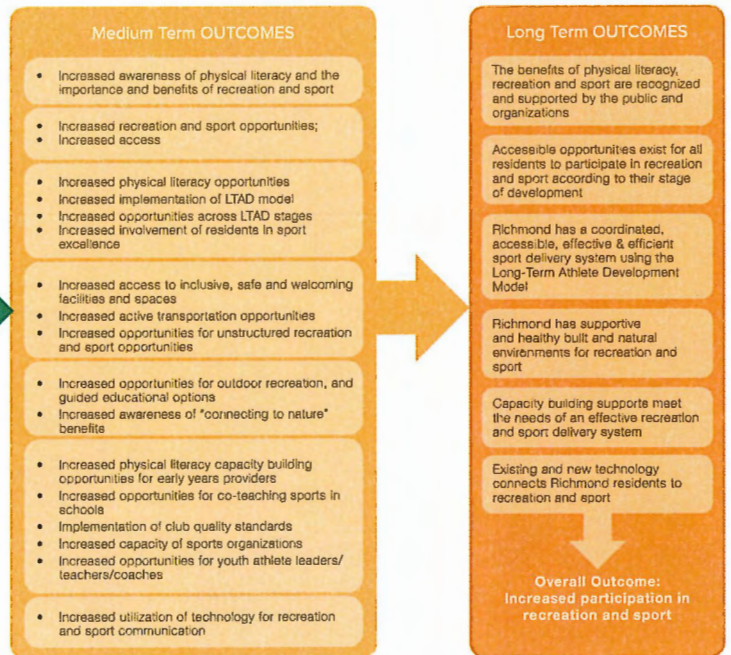 Medium Term OUTCOMES
• Increased awareness of physical literacy and the
importance and benefits of recreation and sport
• Increased recreation and sport opportunities;
• Increased access
• Increased physical literacy opportunities
• Increased implementation of LTAD model
• Increased opportunities across LTAD stages
• Increased involvement of residents in sport
excellence
• Increased access to inclusive, safe and welcoming
facilities and spaces
• Increased active transportation opportunities
• Increased opportunities for unstructured recreation
and sport opportunities
• Increased opportunities for outdoor recreation, and
guided educational options
• Increased awareness of "connecting to nature"
benefits
• Increased physical literacy capacity building
opportunities for early years providers
• Increased opportunities for co-teaching sports in
schools
• Implementation of club quality standards
• Increased capacity of sports organizations
• Increased opportunities for youth athlete leaders/
teachers/coaches
• Increased utilization of technology for recreation
and sport communication
Long Term OUTCOMES
The benefits of physical literacy,
recreation and sport are recognized
and supported by the public and
organizations
Accessible opportunities exist for all
residents to participate in recreation
and sport according to their stage
of development
Richmond has a coordinated,
accessible, effective & efficient
sport delivery system using the
Long-Term Athlete Development
Model
Richmond has supportive
and healthy built and natural
environments for recreation and
sport
Capacity building supports meet
the needs of an effective recreation
and sport delivery system
Existing and new technology
connects Richmond residents to
recreation and sport
Overall Outcome:
Increased participation in
recreation and sport